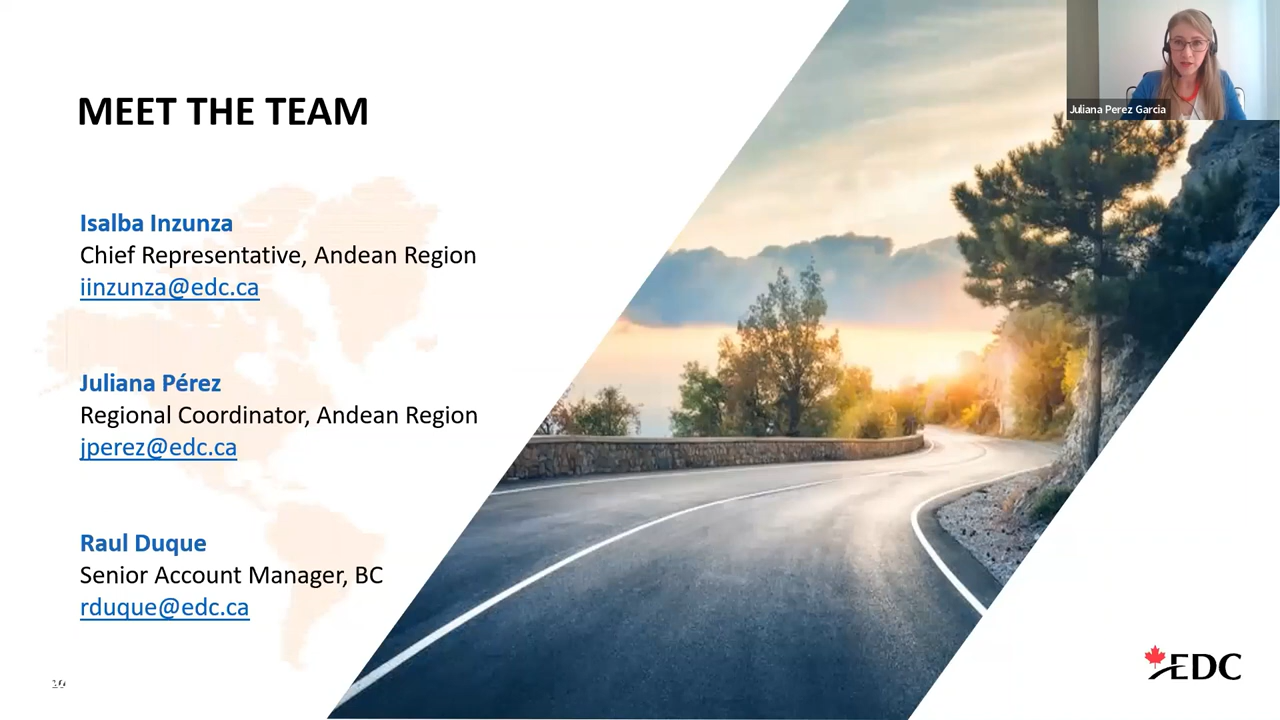 MEET THE TEAM
Juliana Perez Garcia
Isalba Inzunza
Chief Representative, Andean Region
iinzunza@edc.ca
Juliana Pérez
Regional Coordinator, Andean Region
jperez@edc.ca
Raul Duque
Senior Account Manager, BC
rduque@edc.ca
EDC